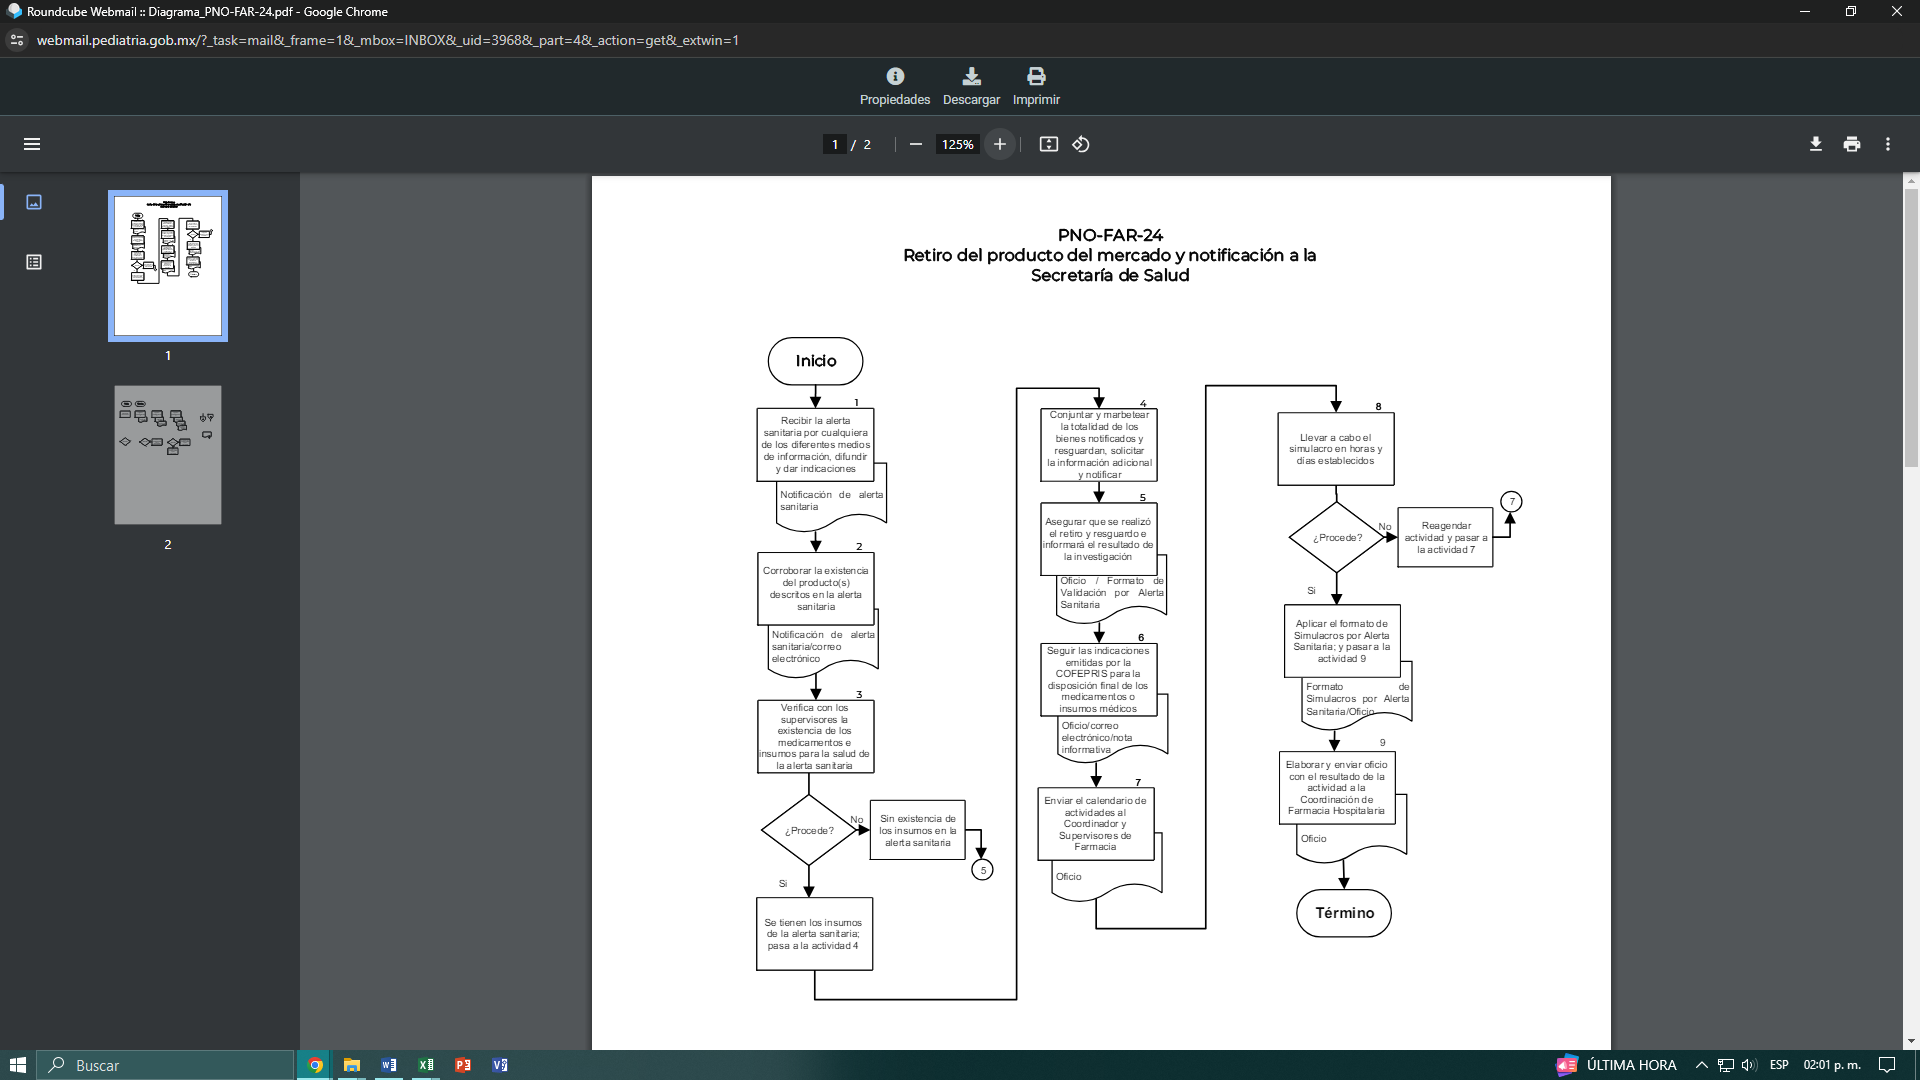 Roundcube Webmail :: Diagrama_PNO-FAR-24.pdf - Google Chrome
webmail.pediatria.gob.mx/?_task=mail&_frame=1&_mbox=INBOX&_uid=3968&_part=4&_action=get&_extwin=1
Propiedades
Descargar
Imprimir
1 / 2
125%
1
2
PNO-FAR-24
Retiro del producto del mercado y notificación a la
Secretaría de Salud
Inicio
1
Recibir la alerta
sanitaria por cualquiera
de los diferentes medios
de información, difundir
y dar indicaciones
Notificación de alerta
sanitaria
2
Corroborar la existencia
del producto(s)
descritos en la alerta
sanitaria
Notificación de alerta
sanitaria/correo
electrónico
3
Verifica con los
supervisores la
existencia de los
medicamentos e
insumos para la salud de
la alerta sanitaria
¿Procede?
No
Sin existencia de
los insumos en la
alerta sanitaria
5
Si
Se tienen los insumos
de la alerta sanitaria;
pasa a la actividad 4
4
Conjuntar y marbetear
la totalidad de los
bienes notificados y
resguardan, solicitar
la información adicional
y notificar
5
Asegurar que se realizó
el retiro y resguardo e
informará el resultado de
la investigación
Oficio / Formato de
Validación por Alerta
Sanitaria
6
Seguir las indicaciones
emitidas por la
COFEPRIS para la
disposición final de los
medicamentos o
insumos médicos
Oficio/correo
electrónico/nota
informativa
7
Enviar el calendario de
actividades al
Coordinador y
Supervisores de
Farmacia
Oficio
8
Llevar a cabo el
simulacro en horas y
días establecidos
¿Procede?
No
Reagendar
actividad y pasar a
la actividad 7
7
Si
Aplicar el formato de
Simulacros por Alerta
Sanitaria; y pasar a la
actividad 9
Formato de
Simulacros por Alerta
Sanitaria/Oficio
9
Elaborar y enviar oficio
con el resultado de la
actividad a la
Coordinación de
Farmacia Hospitalaria
Oficio
Término
Buscar
ÚLTIMA HORA
ESP
02:01 p. m.